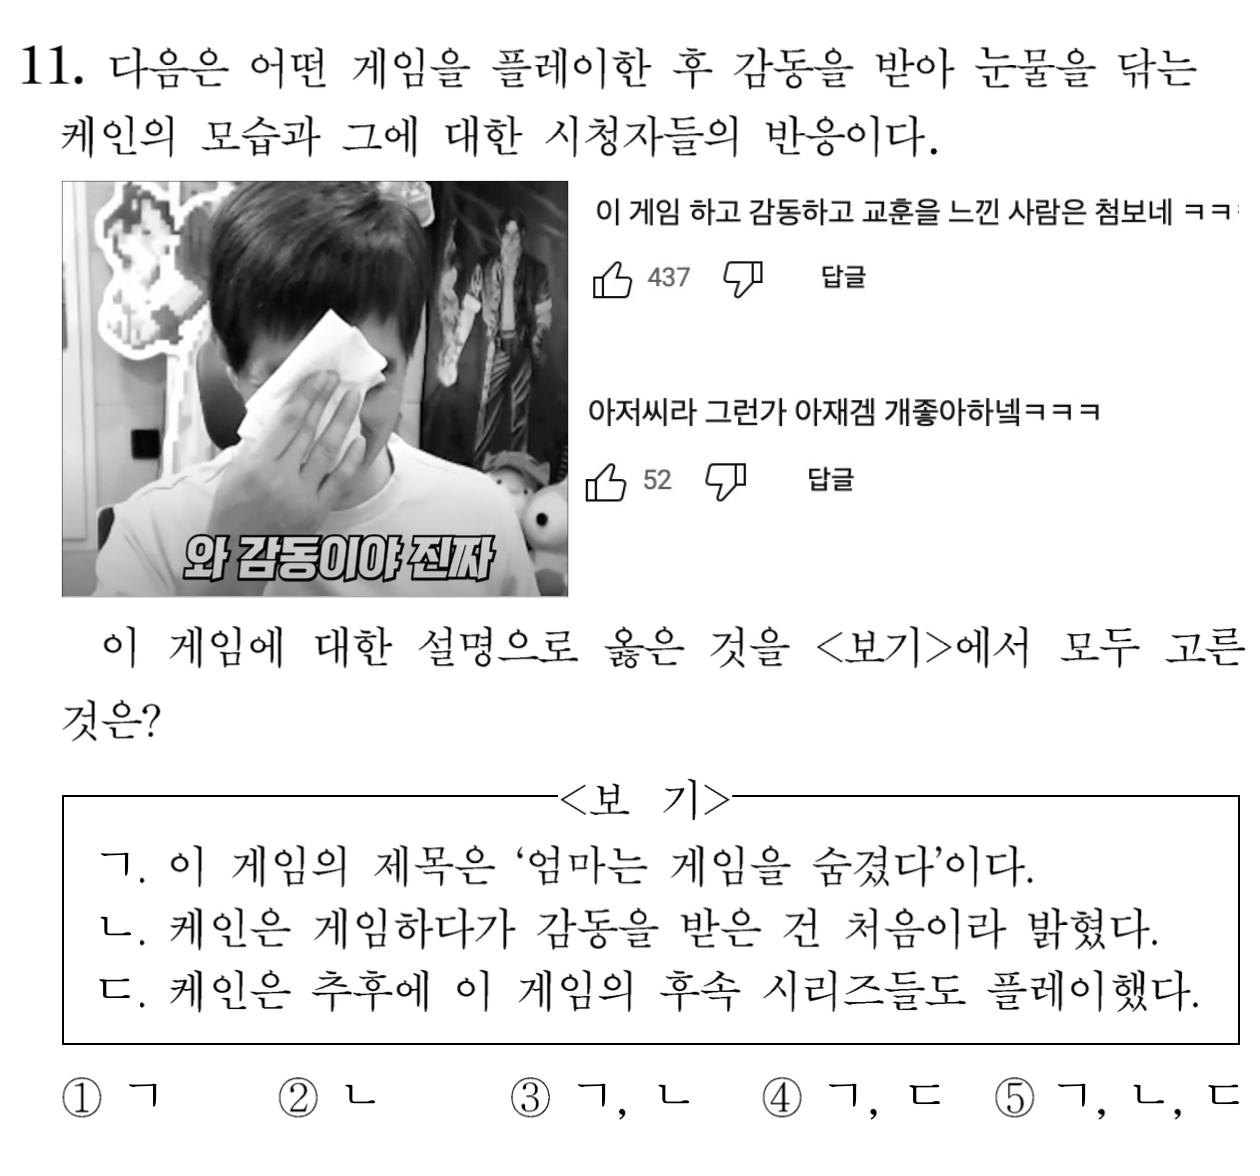 11. 다음은 어떤 게임을 플레이한 후 감동을 받아 눈물을 닦는
케인의 모습과 그에 대한 시청자들의 반응이다.
이 게임 하고 감동하고 교훈을 느낀 사람은 첨보네 ㅋㅋ
437 답글
아저씨라 그런가 아재겜 개좋아하넼ㅋㅋㅋ
52 답글
와 감동이야 진짜
이 게임에 대한 설명으로 옳은 것을 <보기>에서 모두 고른
것은?
<보 기>
ㄱ. 이 게임의 제목은 ‘엄마는 게임을 숨겼다’이다.
ㄴ. 케인은 게임하다가 감동을 받은 건 처음이라 밝혔다.
ㄷ. 케인은 추후에 이 게임의 후속 시리즈들도 플레이했다.
① ㄱ ② ㄴ ③ ㄱ, ㄴ ④ ㄱ, ㄷ ⑤ ㄱ, ㄴ, ㄷ